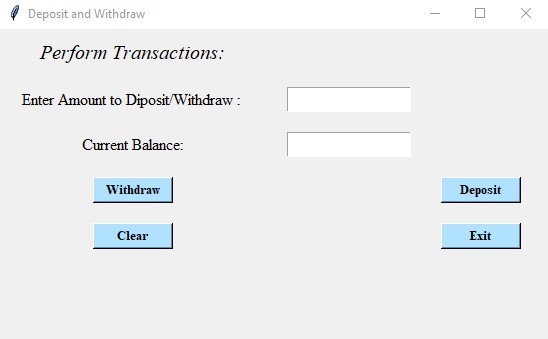 Deposit and Withdraw
Perform Transactions:
Enter Amount to Diposit/Withdraw :
Current Balance:
Withdraw Deposit
Clear Exit